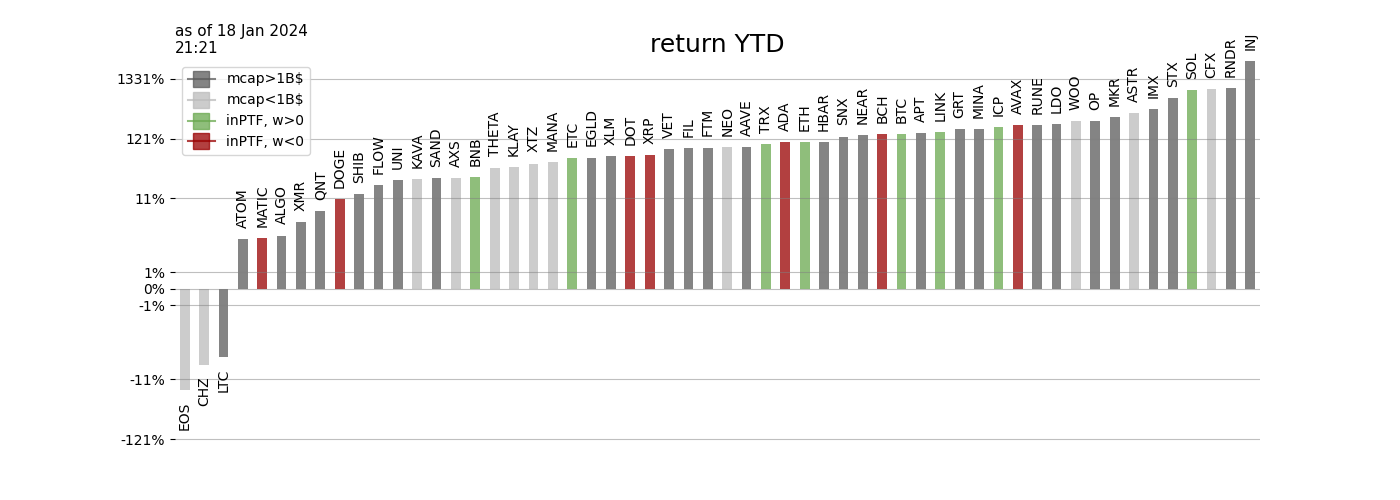 as of 18 Jan 2024
21:21
return YTD
mcap>1B$
mcap<1B$
inPTF, w>0
inPTF, w<0
1331%
121%
11%
1%
0%
-1%
-11%
-121%
EOS
CHZ
LTC
ATOM
MATIC
ALGO
XMR
QNT
DOGE
SHIB
FLOW
UNI
KAVA
SAND
AXS
BNB
THETA
KLAY
XTZ
MANA
ETC
EGLD
XLM
DOT
XRP
VET
FIL
FTM
NEO
AAVE
TRX
ADA
ETH
HBAR
SNX
NEAR
BCH
BTC
APT
LINK
GRT
MINA
ICP
AVAX
RUNE
LDO
WOO
OP
MKR
ASTR
IMX
STX
SOL
CFX
RNDR
INJ